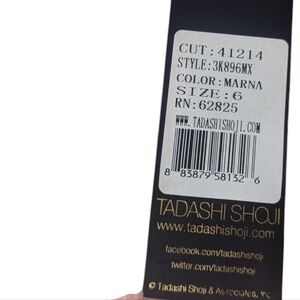 CUT:41214
STYLE:3K896MX
COLOR:MARNA
SIZE:6
RN:62825
WWW.TADASHISHOJI.COM
8 83879 58132 6
TADASHI SHOJI
www.tadashishoji.com
facebook.com/tadashishoji
twitter.com/tadashishoji
© Tadashi Shoji & Associates, Inc